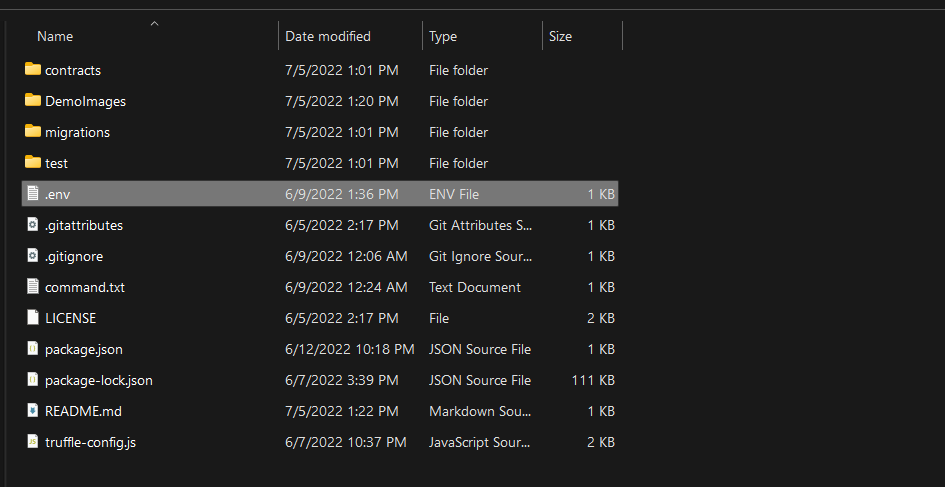 Name Date modified Type Size
contracts 7/5/2022 1:01 PM File folder
DemoImages 7/5/2022 1:20 PM File folder
migrations 7/5/2022 1:01 PM File folder
test 7/5/2022 1:01 PM File folder
.env 6/9/2022 1:36 PM ENV File 1 KB
.gitattributes 6/5/2022 2:17 PM Git Attributes S... 1 KB
.gitignore 6/9/2022 12:06 AM Git Ignore Sour... 1 KB
command.txt 6/9/2022 12:24 AM Text Document 1 KB
LICENSE 6/5/2022 2:17 PM File 2 KB
package.json 6/12/2022 10:18 PM JSON Source File 1 KB
package-lock.json 6/7/2022 3:39 PM JSON Source File 111 KB
README.md 7/5/2022 1:22 PM Markdown Sou... 1 KB
truffle-config.js 6/7/2022 10:37 PM JavaScript Sour... 2 KB